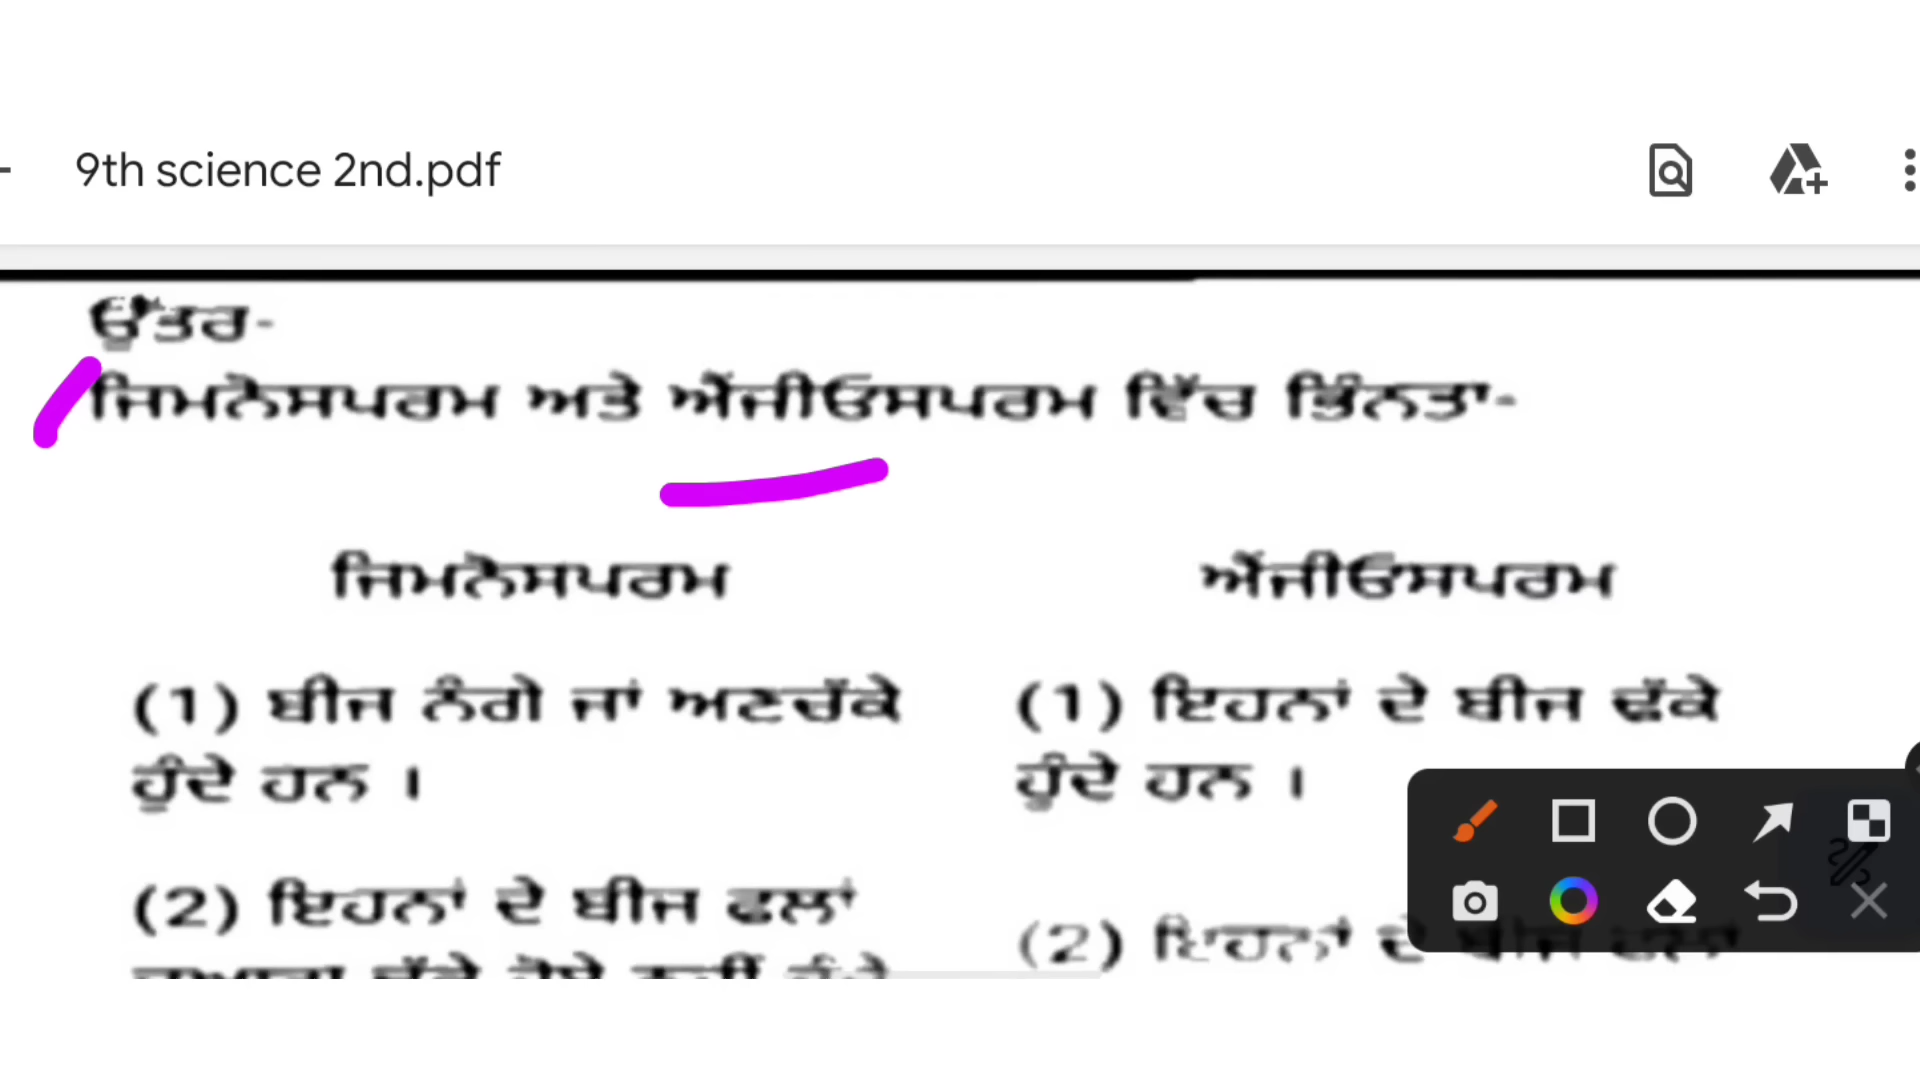 9th science 2nd.pdf
ਉੱਤਰ-
ਜਿਮਨੋਸਪਰਮ ਅਤੇ ਐਂਜੀਓਸਪਰਮ ਵਿੱਚ ਭਿੰਨਤਾ-
ਜਿਮਨੋਸਪਰਮ
ਐਂਜੀਓਸਪਰਮ
(1) ਬੀਜ ਨੰਗੇ ਜਾਂ ਅਣਢੱਕੇ
ਹੁੰਦੇ ਹਨ ।
(1) ਇਹਨਾਂ ਦੇ ਬੀਜ ਢੱਕੇ
ਹੁੰਦੇ ਹਨ ।
(2) ਇਹਨਾਂ ਦੇ ਬੀਜ ਫਲਾਂ
(2) ਇਹਨਾਂ ਦੇ ਬੀਜ ਫਲਾਂ